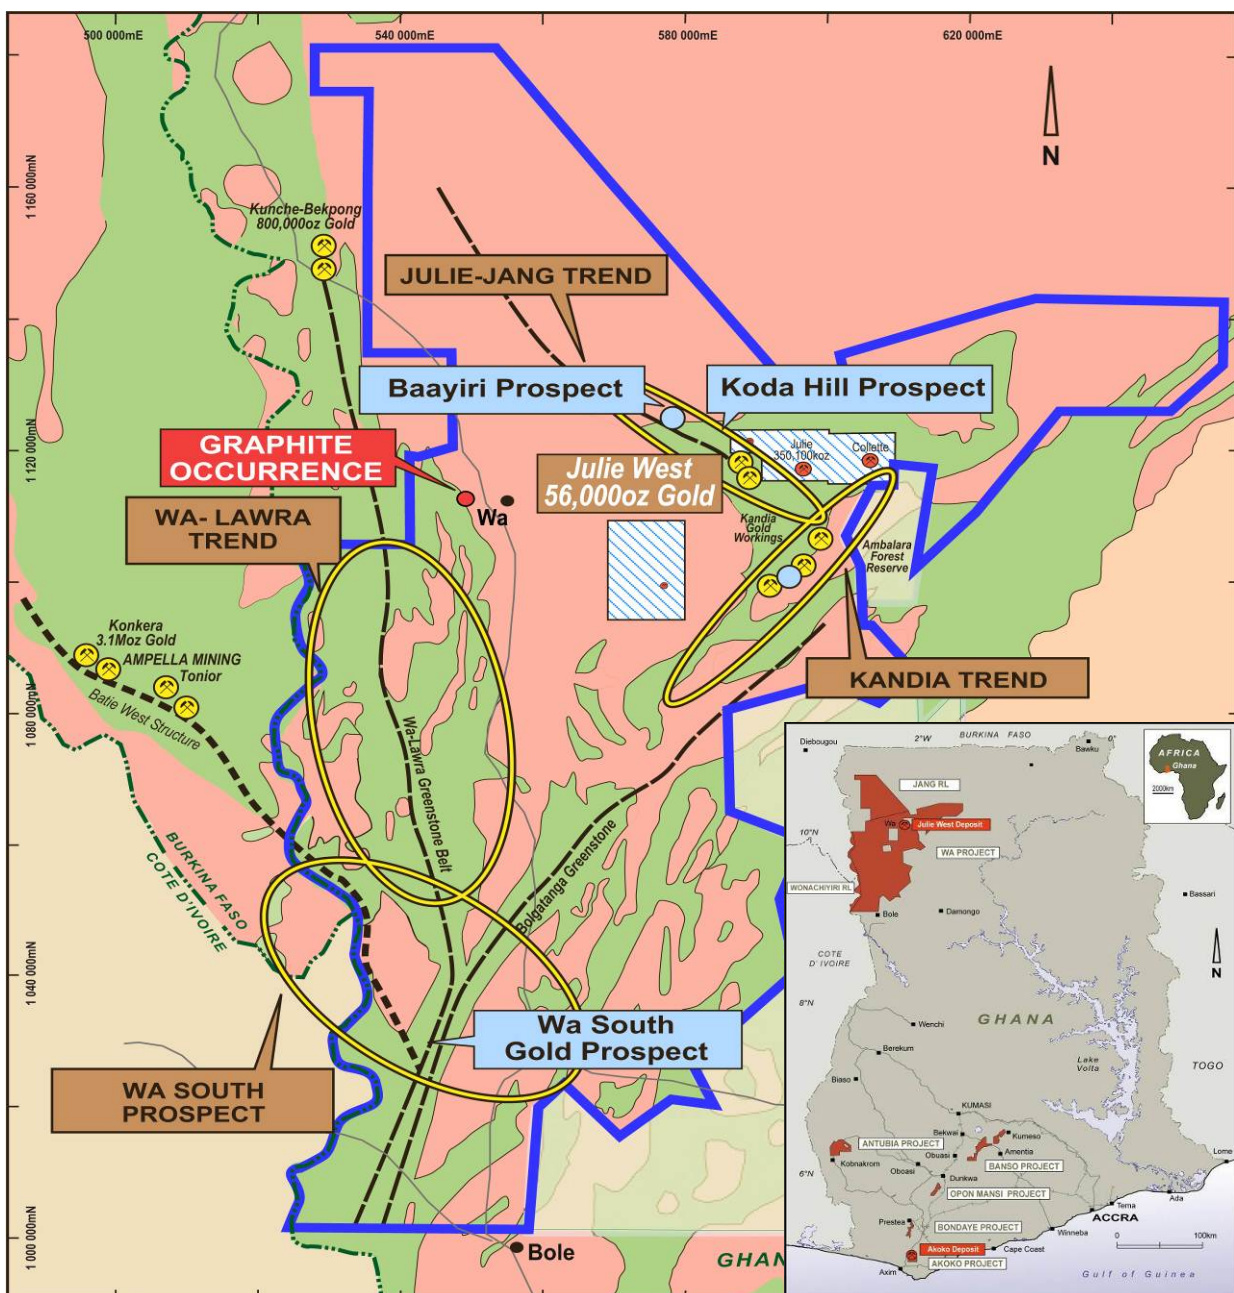 500 000mE
540 000mE
580 000mE
620 000mE
1 160 000mN
1 120 000mN
1 080 000mN
1 040 000mN
1 000 000mN
N
Kunche-Bekpong
800,000oz Gold
JULIE-JANG TREND
Baayiri Prospect
Koda Hill Prospect
GRAPHITE
OCCURRENCE
Wa
Julie West
56,000oz Gold
Julie
350,100koz
Collette
WA- LAWRA
TREND
Kandia
Gold
Workings
Ambalara
Forest
Reserve
Konkera
3.1Moz Gold
AMPELLA MINING
Tonior
Batie West Structure
KANDIA TREND
Wa-Lawra Greenstone Belt
Bolgatanga Greenstone
BURKINA FASO
COTE D'IVOIRE
Wa South
Gold Prospect
WA SOUTH
PROSPECT
Bole
GHAN
Diebougou
2°W
BURKINA FASO
Bawku
0°
AFRICA
Ghana
2000km
JANG RL
Wa
Julie West Deposit
10°N
WA PROJECT
WONACHIYIRI RL
Bole
Damongo
Bassari
N
COTE
D' IVOIRE
8°N
GHANA
Wenchi
Berekum
Lake
Volta
TOGO
Biaso
KUMASI
Bekwai
Kumeso
ANTUBIA PROJECT
Obuasi
Amentia
Kobnakrom
Oboasi
BANSO PROJECT
Lome
6°N
Dunkwa
OPON MANSI PROJECT
Ada
Prestea
Tema
BONDAYE PROJECT
ACCRA
Winneba
Akoko Deposit
Cape Coast
0
100km
AKOKO PROJECT
Axim
Gulf of Guinea